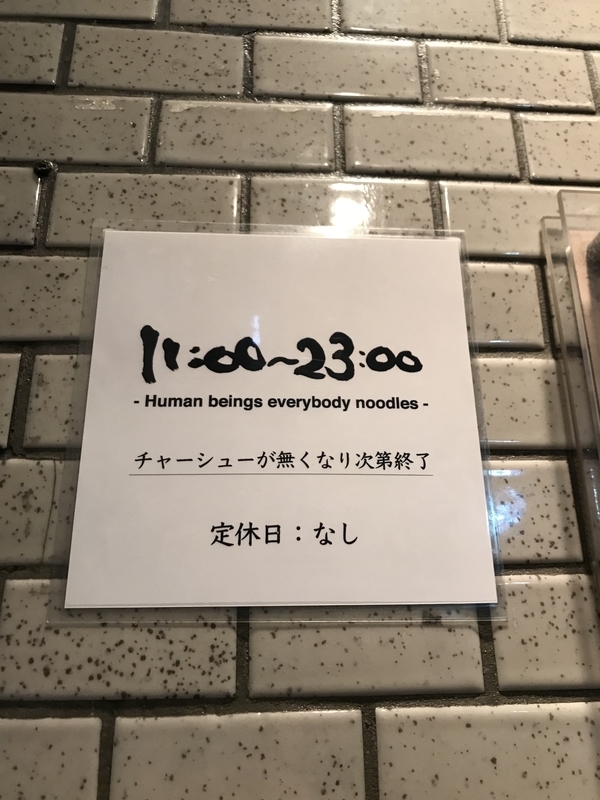 11:00~23:00
- Human beings everybody noodles -
チャーシューが無くなり次第終了
定休日：なし